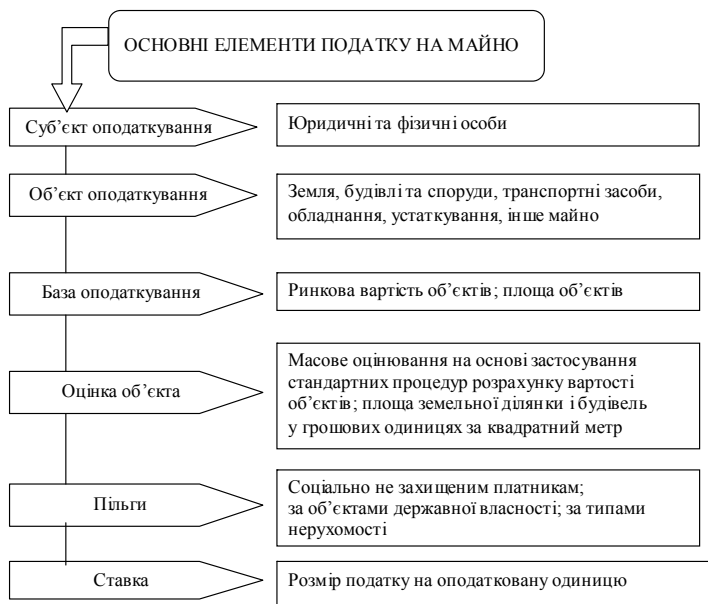 ОСНОВНІ ЕЛЕМЕНТИ ПОДАТКУ НА МАЙНО
Суб’єкт оподаткування
Юридичні та фізичні особи
Об’єкт оподаткування
Земля, будівлі та споруди, транспортні засоби,
обладнання, устаткування, інше майно
База оподаткування
Ринкова вартість об’єктів; площа об’єктів
Оцінка об’єкта
Масове оцінювання на основі застосування
стандартних процедур розрахунку вартості
об’єктів; площа земельної ділянки і будівель
у грошових одиницях за квадратний метр
Пільги
Соціально не захищеним платникам;
за об’єктами державної власності; за типами
нерухомості
Ставка
Розмір податку на оподатковану одиницю